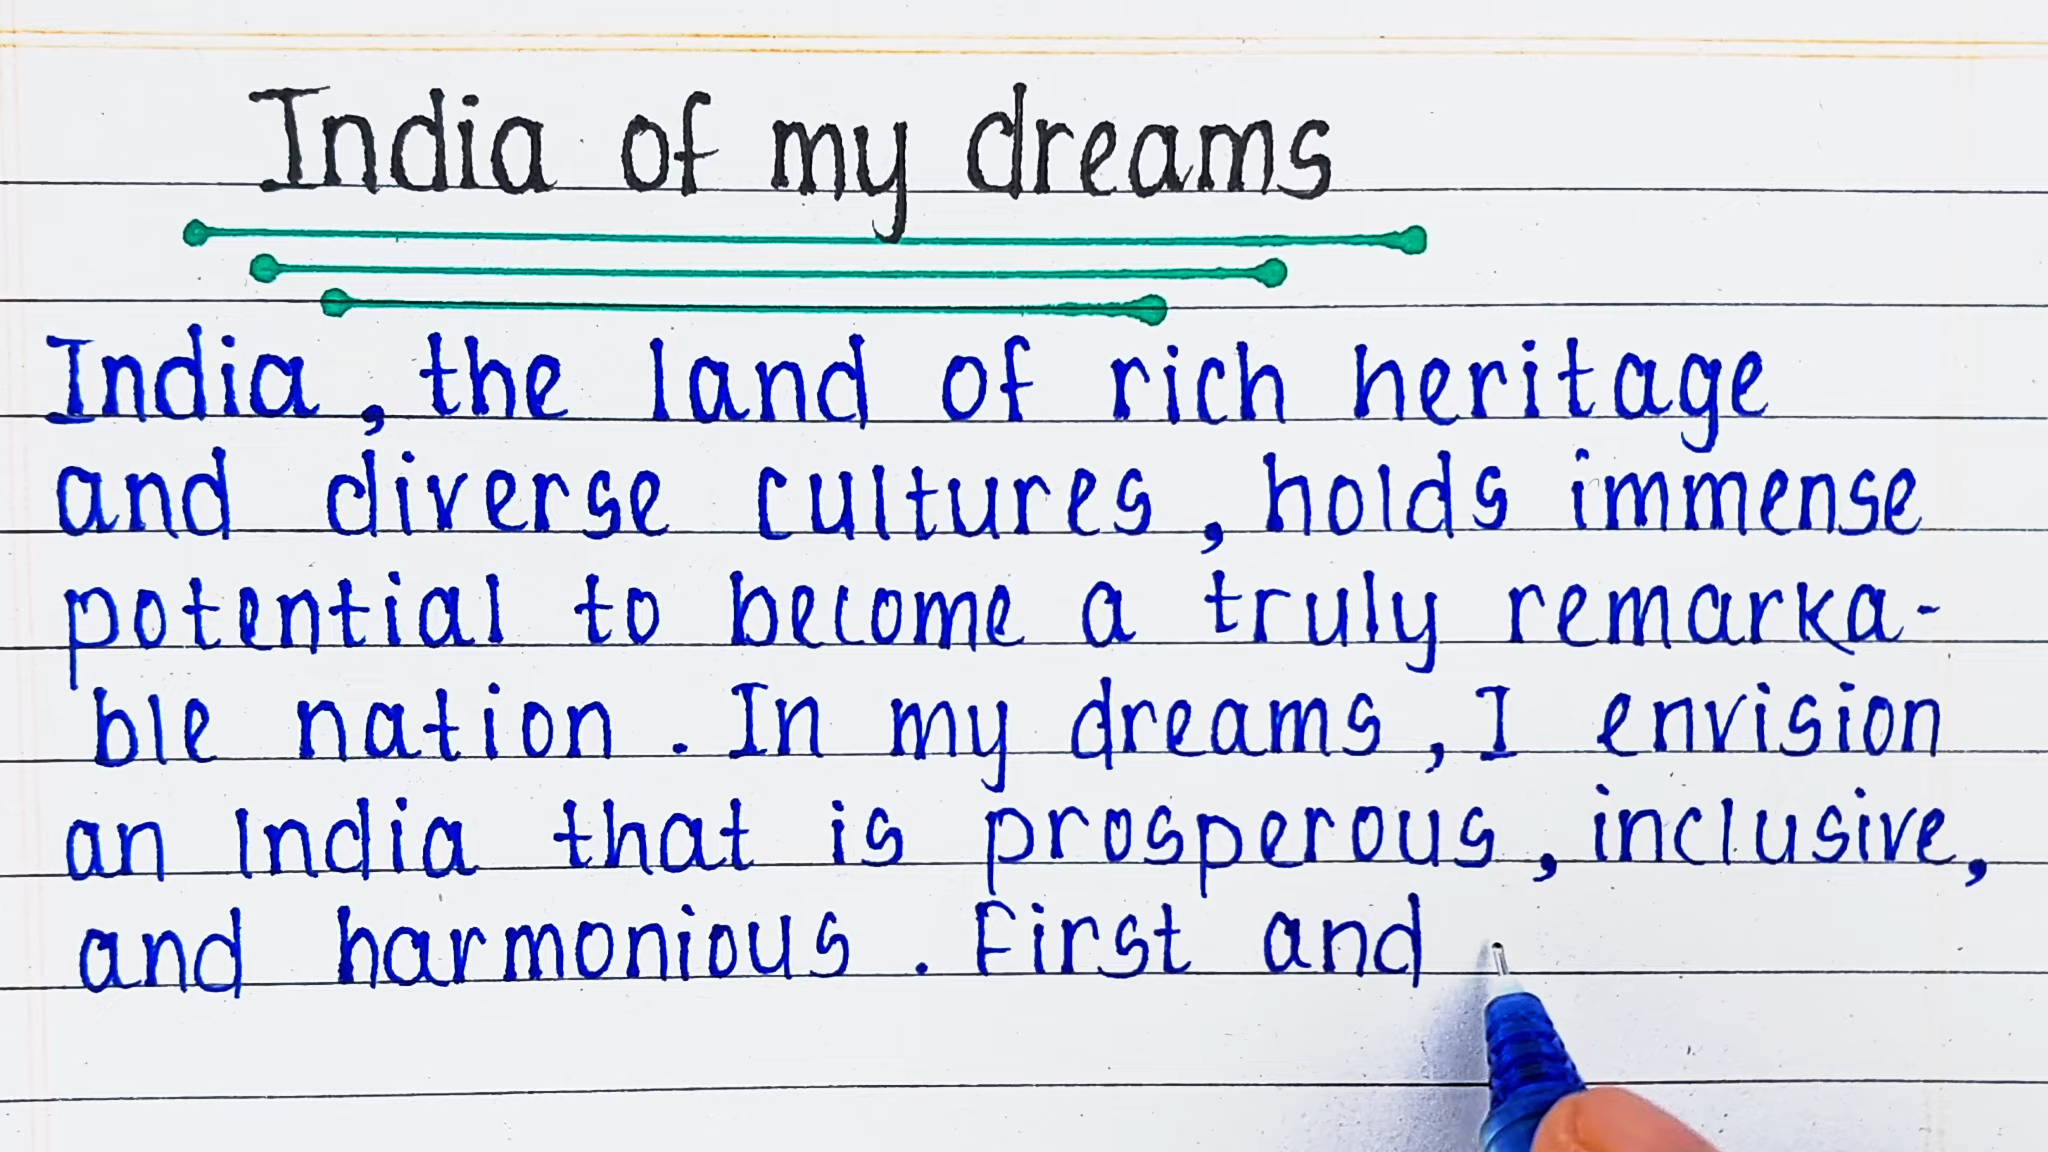 India of my dreams
India, the land of rich heritage
and diverse cultures, holds immense
potential to become a truly remarka-
ble nation. In my dreams, I envision
an India that is prosperous, inclusive,
and harmonious. First and